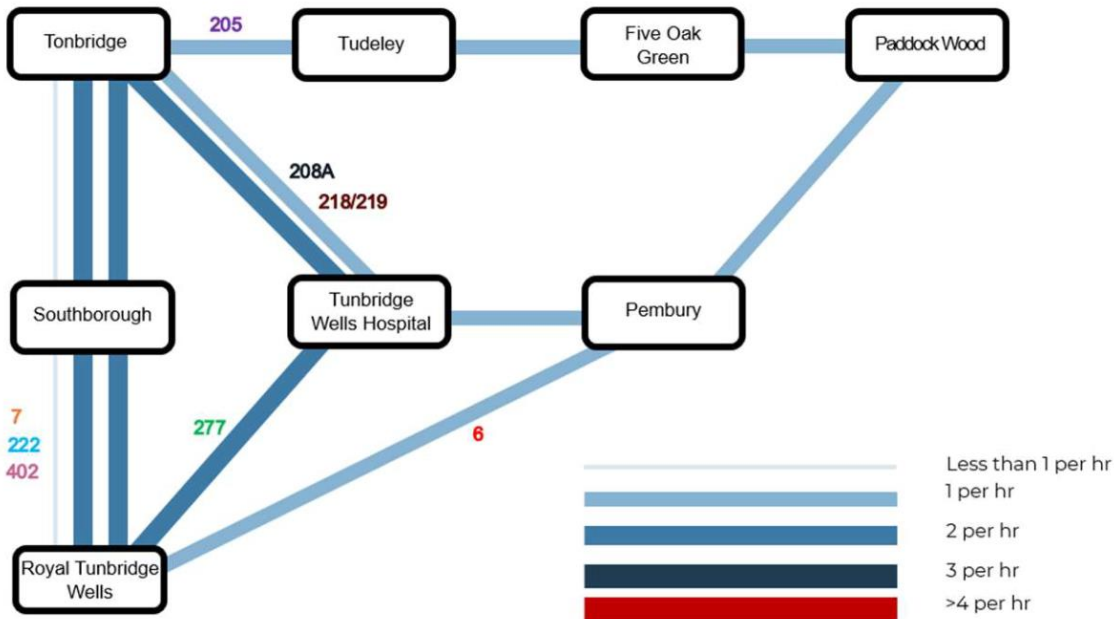 205
Tonbridge
Tudeley
Five Oak
Green
Paddock Wood
208A
218/219
Southborough
Tunbridge
Wells Hospital
Pembury
7
222
402
277
6
Royal Tunbridge
Wells
Less than 1 per hr
1 per hr
2 per hr
3 per hr
>4 per hr